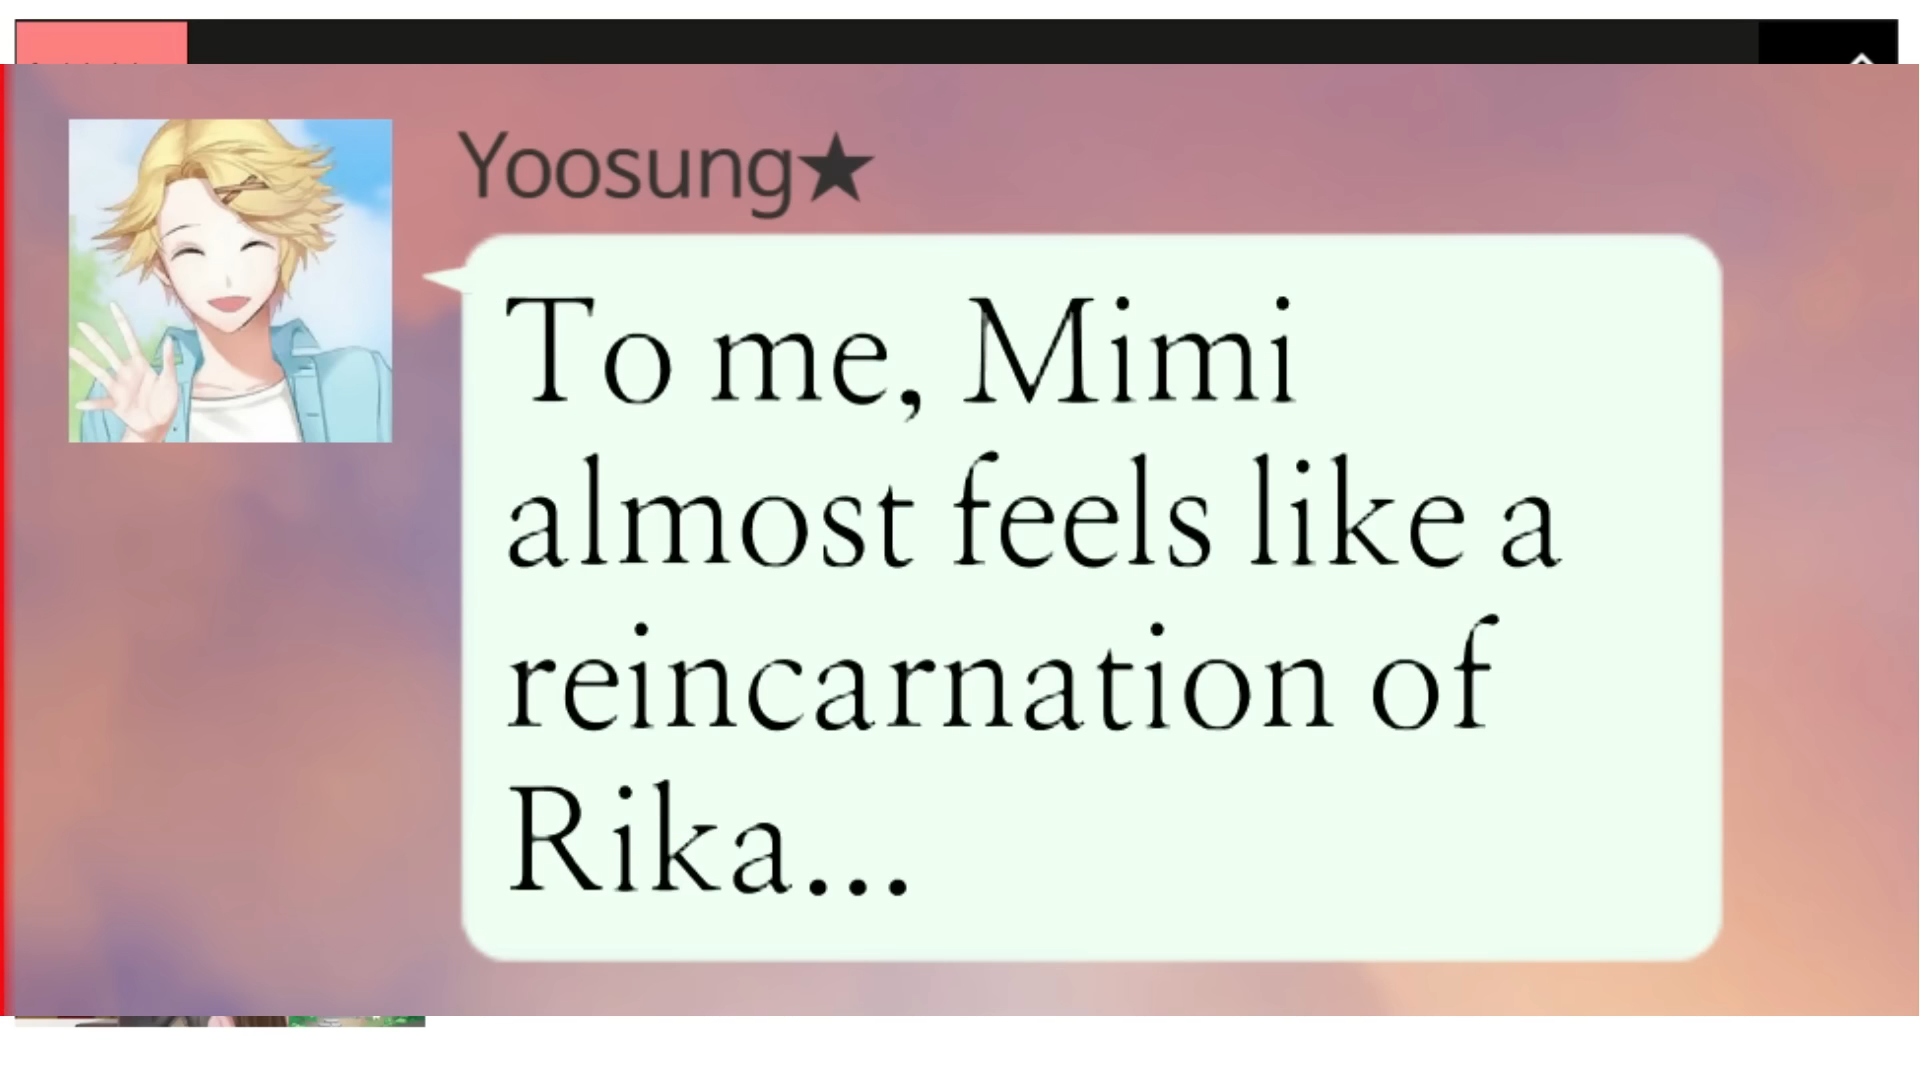 Yoosung★
To me, Mimi
almost feels like a
reincarnation of
Rika...